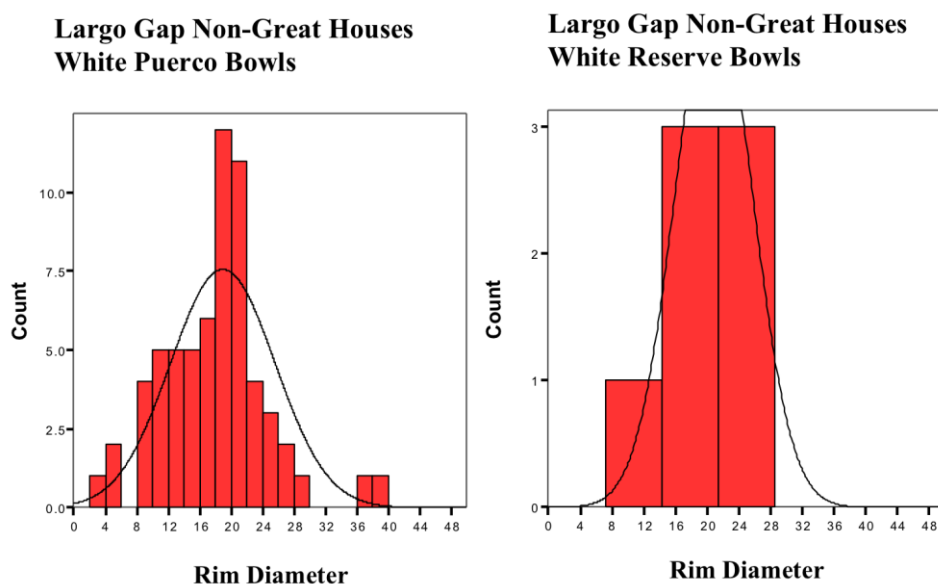 Largo Gap Non-Great Houses
White Puerco Bowls
Count
10.0
7.5
5.0
2.5
0.0
0 4 8 12 16 20 24 28 32 36 40 44 48
Rim Diameter
Largo Gap Non-Great Houses
White Reserve Bowls
Count
3
2
1
0
0 4 8 12 16 20 24 28 32 36 40 44 48
Rim Diameter